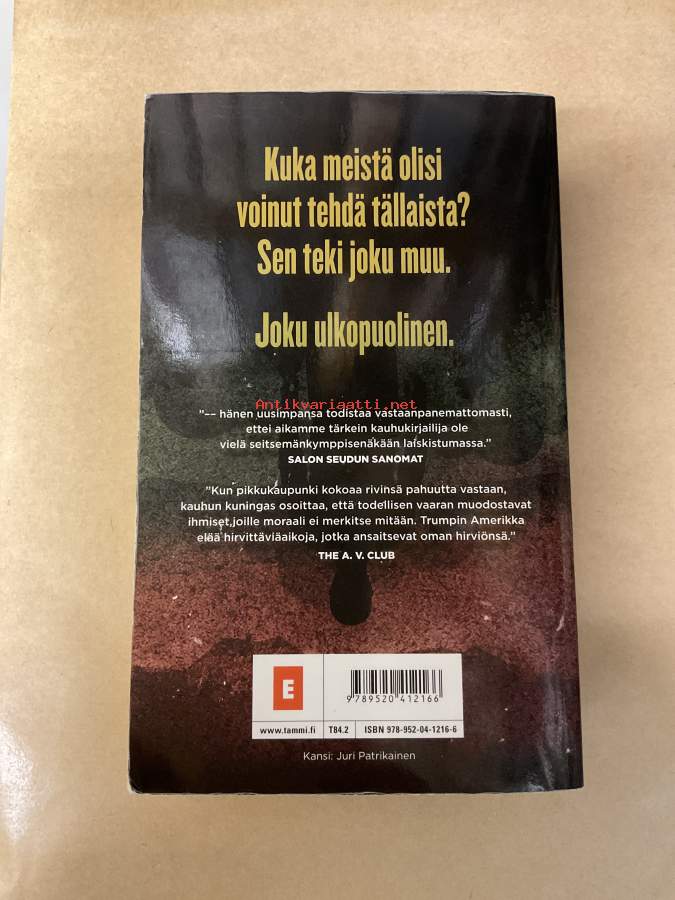 Kuka meistä olisi
voinut tehdä tällaista?
Sen teki joku muu.
Joku ulkopuolinen.
Antikvariaatti.net
"–– hänen uusimpansa todistaa vastaanpanemattomasti,
ettei aikamme tärkein kauhukirjailija ole
vielä seitsemänkymppisenäkään laiskistumassa."
SALON SEUDUN SANOMAT
"Kun pikkukaupunki kokoaa rivinsä pahuutta vastaan,
kauhun kuningas osoittaa, että todellisen vaaran muodostavat
ihmiset,joille moraali ei merkitse mitään. Trumpin Amerikka
elää hirvittäviäaikoja, jotka ansaitsevat oman hirviönsä."
THE A. V. CLUB
E
9789520412166
www.tammi.fi T84.2 ISBN 978-952-04-1216-6
Kansi: Juri Patrikainen